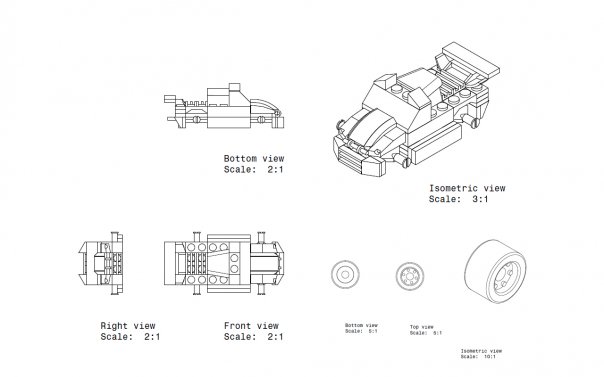 Bottom view
Scale: 2:1
Isometric view
Scale: 3:1
Right view
Scale: 2:1
Front view
Scale: 2:1
Bottom view
Scale: 5:1
Top view
Scale: 5:1
Isometric view
Scale: 10:1